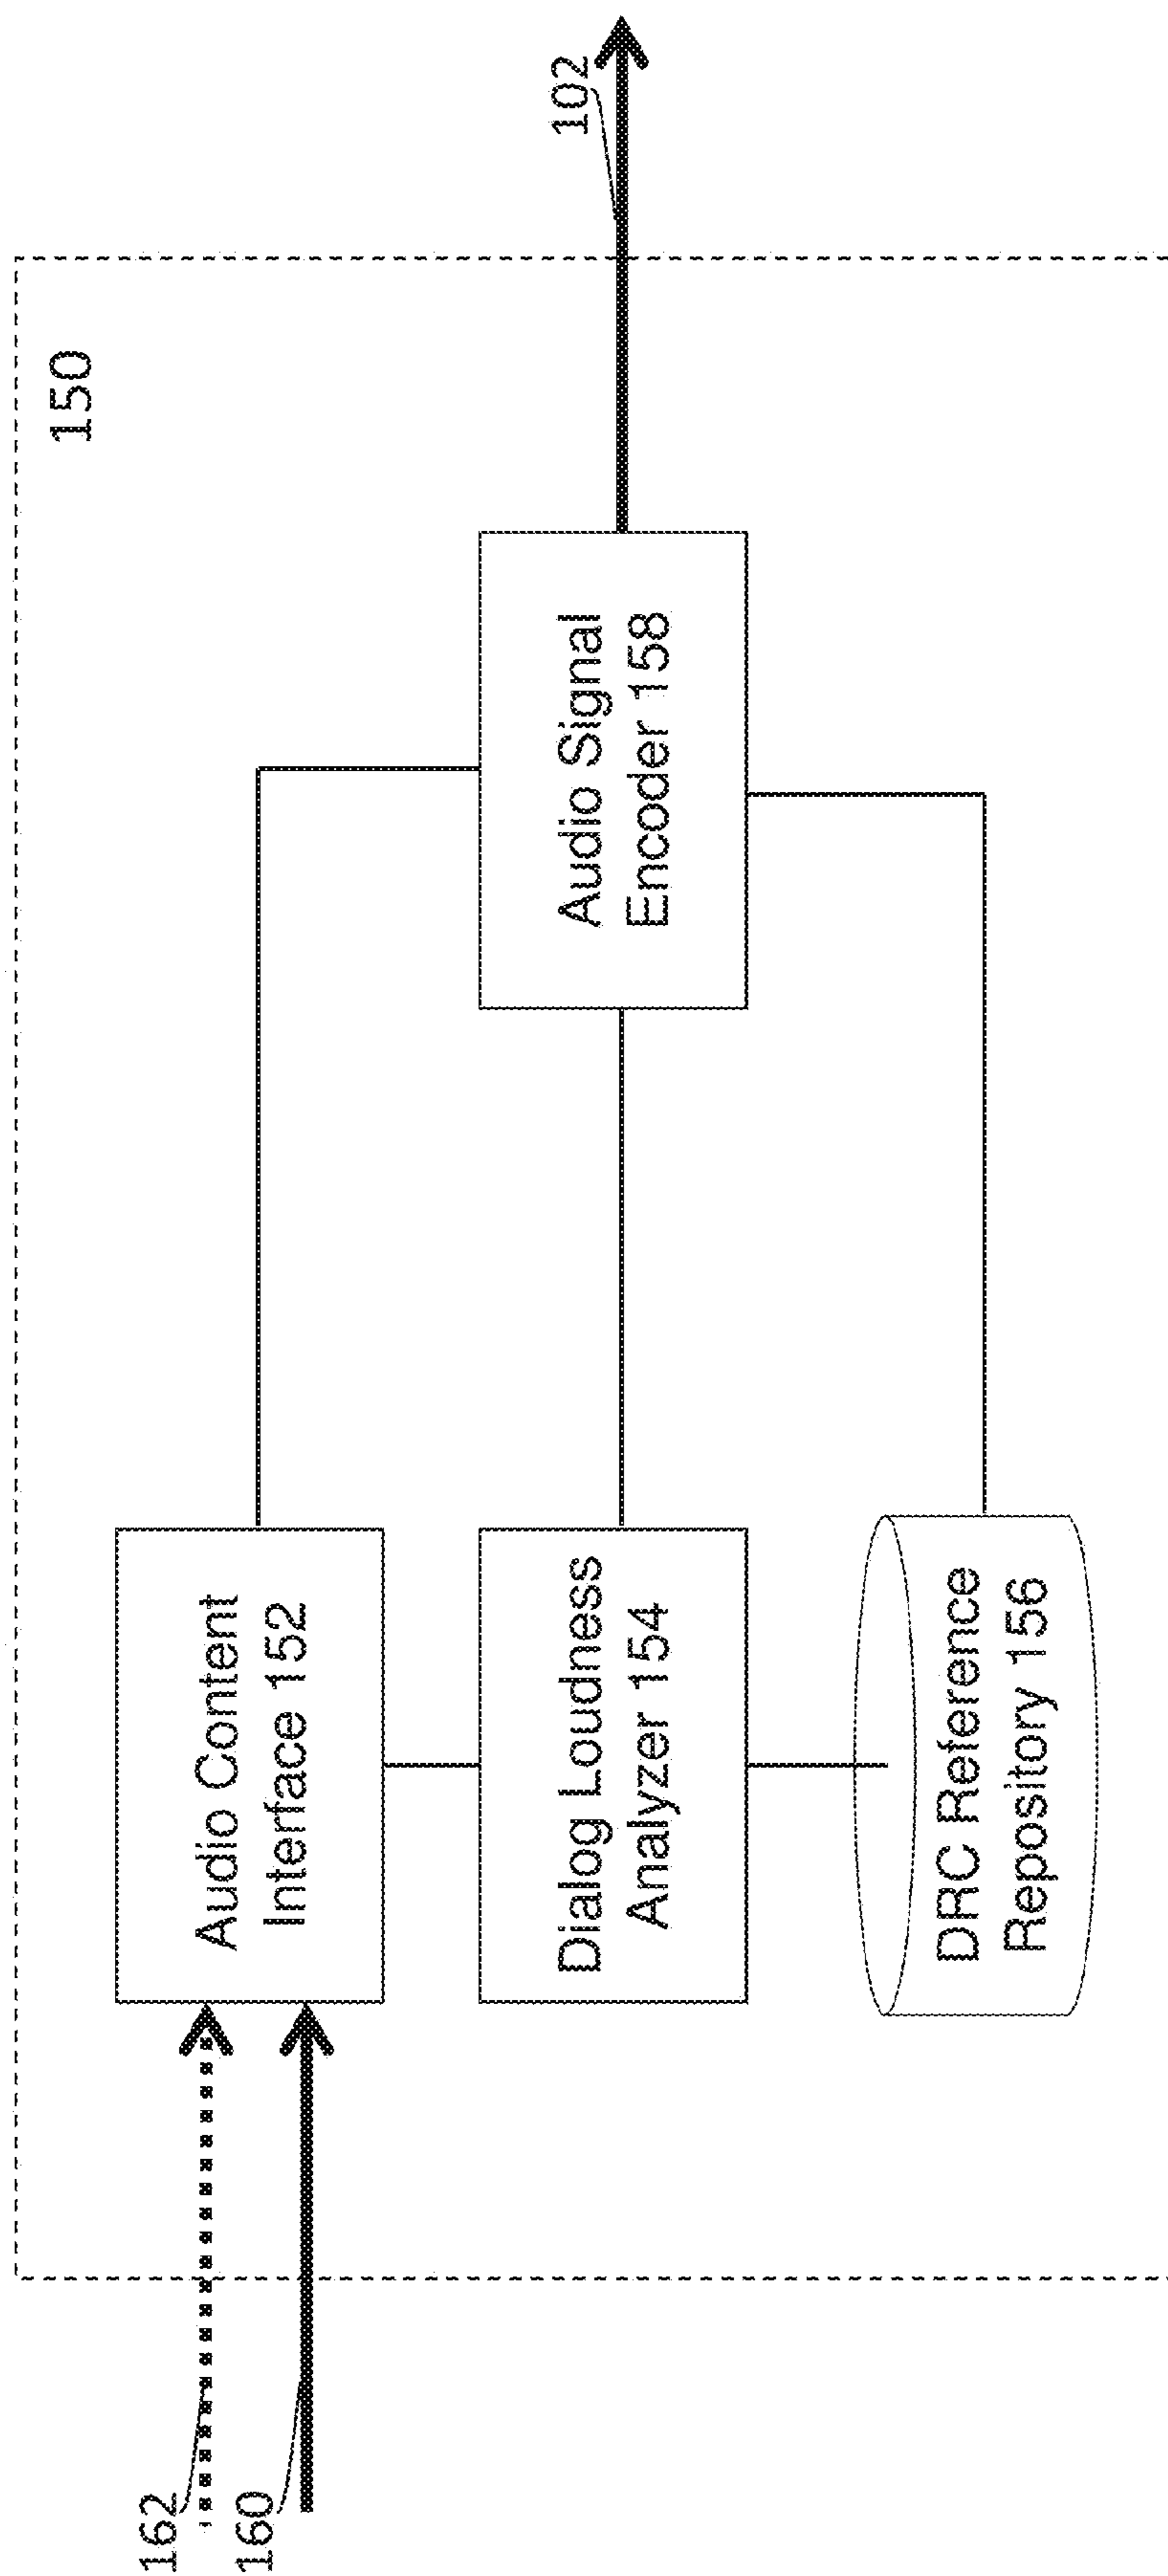 150
162
160
Audio Content
Interface 152
Dialog Loudness
Analyzer 154
DRC Reference
Repository 156
Audio Signal
Encoder 158
102